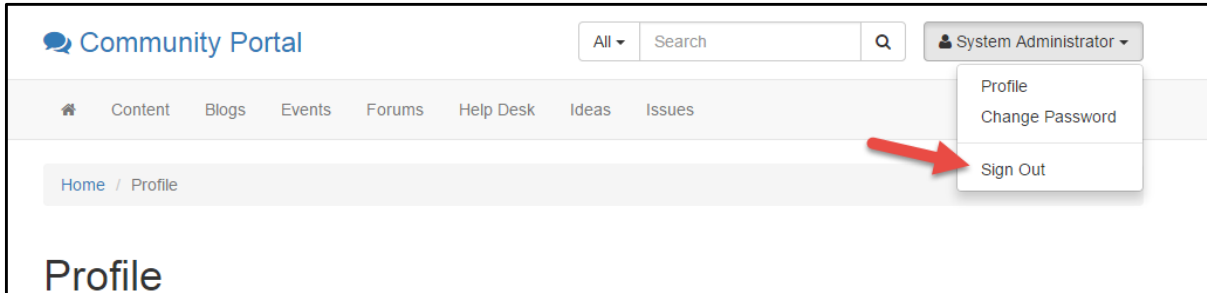 Community Portal All Search System Administrator
Content Blogs Events Forums Help Desk Ideas Issues
Profile
Change Password
Sign Out
Home / Profile
Profile